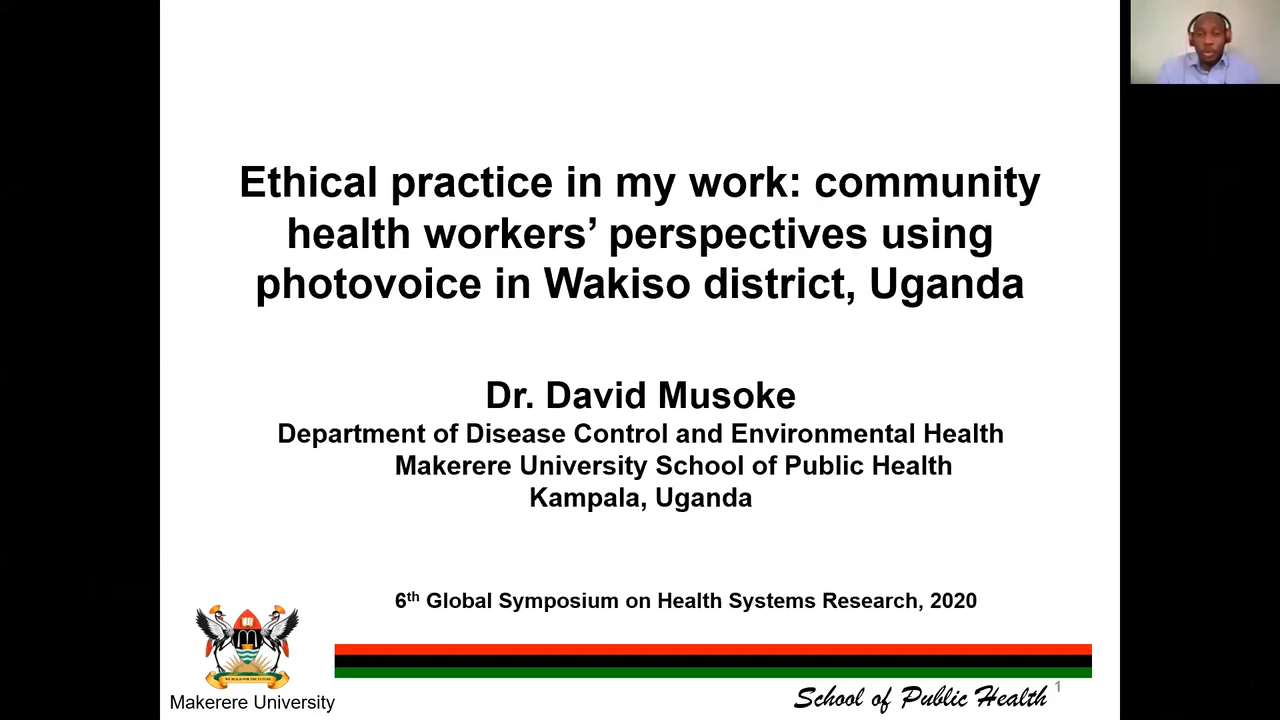 Ethical practice in my work: community
health workers’ perspectives using
photovoice in Wakiso district, Uganda
Dr. David Musoke
Department of Disease Control and Environmental Health
Makerere University School of Public Health
Kampala, Uganda
6th Global Symposium on Health Systems Research, 2020
Makerere University
School of Public Health
1